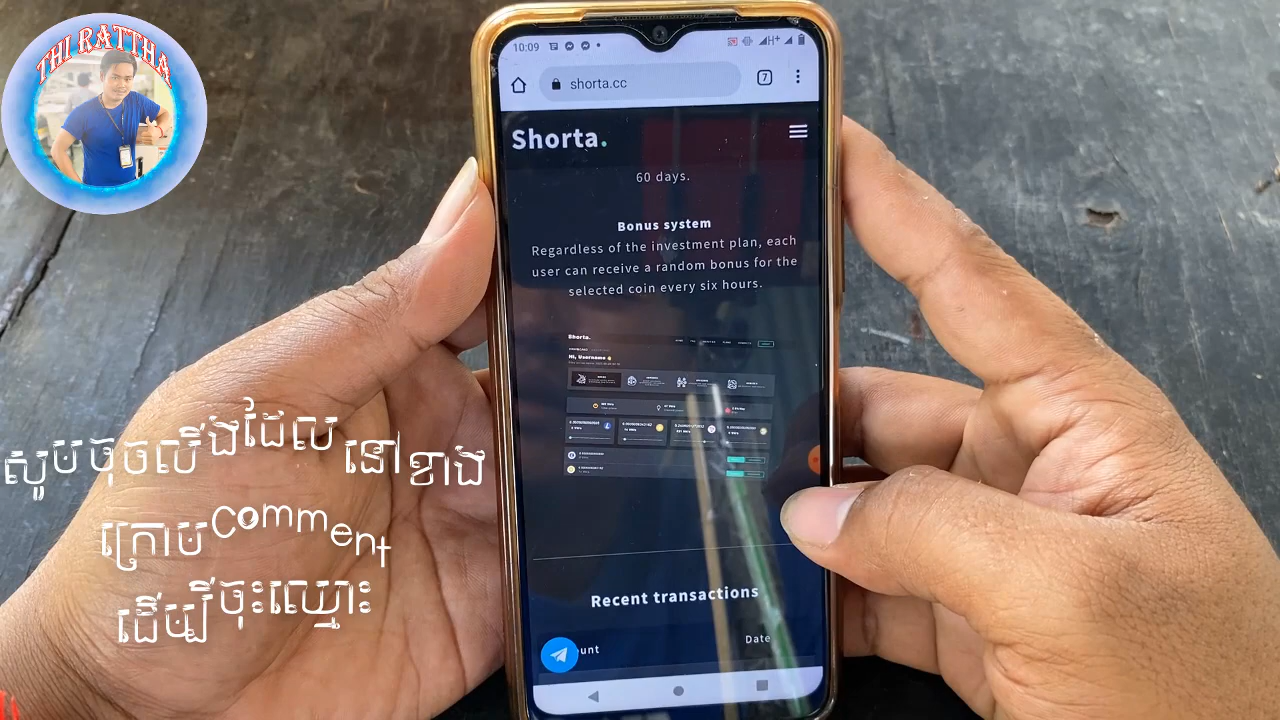 THI RATTHA
10:09
H+
shorta.cc
7
Shorta.
60 days.
Bonus system
Regardless of the investment plan, each
user can receive a random bonus for the
selected coin every six hours.
Shorta.
Hi, Username
Recent transactions
Date
សូមចុចលីងដែលនៅខាង
ក្រោមcomment
ដើម្បីចុះឈ្មោះ